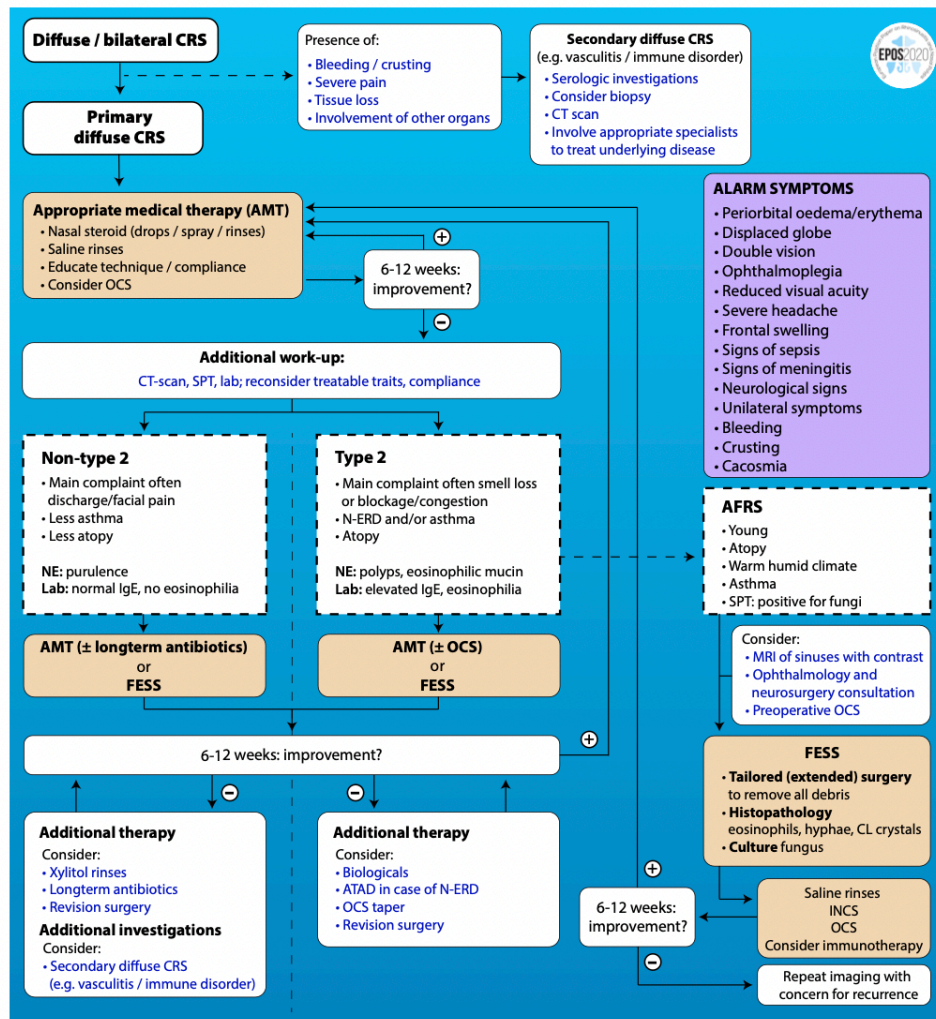 Diffuse / bilateral CRS
Presence of:
• Bleeding / crusting
• Severe pain
• Tissue loss
• Involvement of other organs
Secondary diffuse CRS
(e.g. vasculitis / immune disorder)
• Serologic investigations
• Consider biopsy
• CT scan
• Involve appropriate specialists
to treat underlying disease
EPOS2020
Primary
diffuse CRS
Appropriate medical therapy (AMT)
• Nasal steroid (drops / spray / rinses)
• Saline rinses
• Educate technique / compliance
• Consider OCS
+
6-12 weeks:
improvement?
−
ALARM SYMPTOMS
• Periorbital oedema/erythema
• Displaced globe
• Double vision
• Ophthalmoplegia
• Reduced visual acuity
• Severe headache
• Frontal swelling
• Signs of sepsis
• Signs of meningitis
• Neurological signs
• Unilateral symptoms
• Bleeding
• Crusting
• Cacosmia
Additional work-up:
CT-scan, SPT, lab; reconsider treatable traits, compliance
Non-type 2
• Main complaint often
discharge/facial pain
• Less asthma
• Less atopy
NE: purulence
Lab: normal IgE, no eosinophilia
Type 2
• Main complaint often smell loss
or blockage/congestion
• N-ERD and/or asthma
• Atopy
NE: polyps, eosinophilic mucin
Lab: elevated IgE, eosinophilia
AFRS
• Young
• Atopy
• Warm humid climate
• Asthma
• SPT: positive for fungi
AMT (± longterm antibiotics)
or
FESS
AMT (± OCS)
or
FESS
Consider:
• MRI of sinuses with contrast
• Ophthalmology and
neurosurgery consultation
• Preoperative OCS
6-12 weeks: improvement?
+
−
−
FESS
• Tailored (extended) surgery
to remove all debris
• Histopathology
eosinophils, hyphae, CL crystals
• Culture fungus
Additional therapy
Consider:
• Xylitol rinses
• Longterm antibiotics
• Revision surgery
Additional investigations
Consider:
• Secondary diffuse CRS
(e.g. vasculitis / immune disorder)
Additional therapy
Consider:
• Biologicals
• ATAD in case of N-ERD
• OCS taper
• Revision surgery
+
6-12 weeks:
improvement?
−
Saline rinses
INCS
OCS
Consider immunotherapy
Repeat imaging with
concern for recurrence